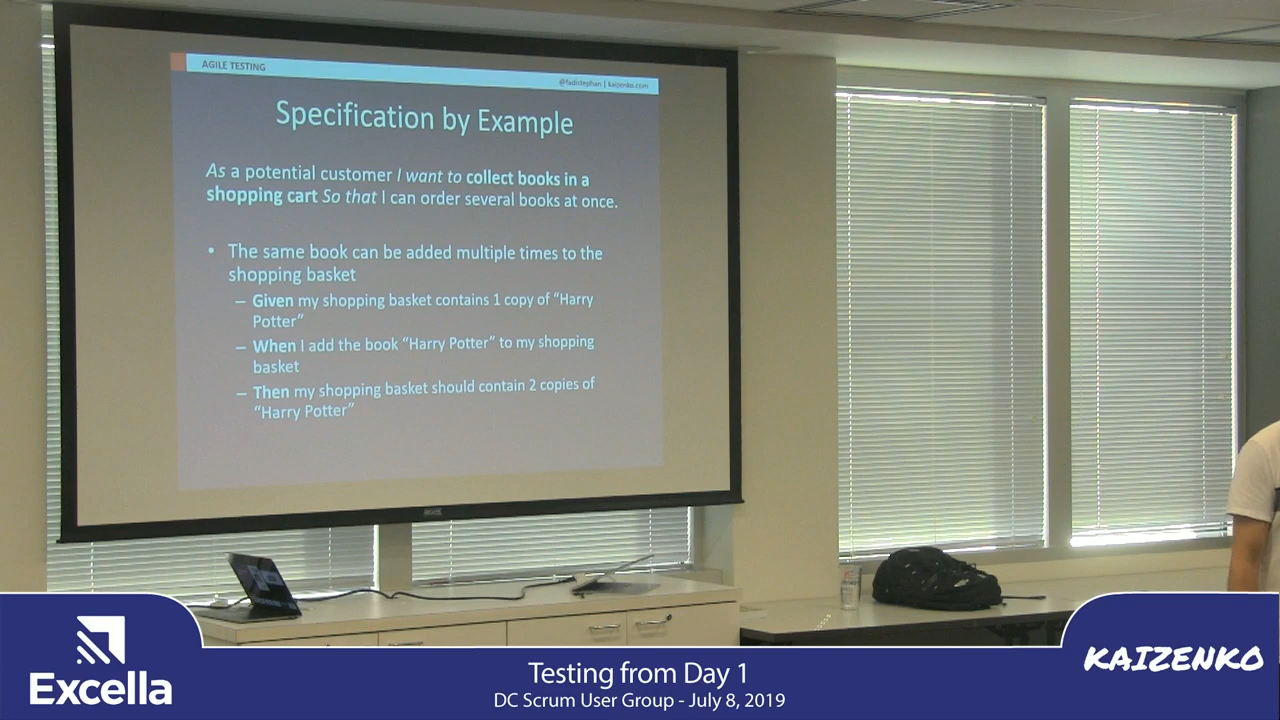 AGILE TESTING
@fadistephan | kaizenko.com
Specification by Example
As a potential customer I want to collect books in a
shopping cart So that I can order several books at once.
• The same book can be added multiple times to the
shopping basket
– Given my shopping basket contains 1 copy of “Harry
Potter”
– When I add the book “Harry Potter” to my shopping
basket
– Then my shopping basket should contain 2 copies of
“Harry Potter”
Excella
Testing from Day 1
DC Scrum User Group - July 8, 2019
KAIZENKO